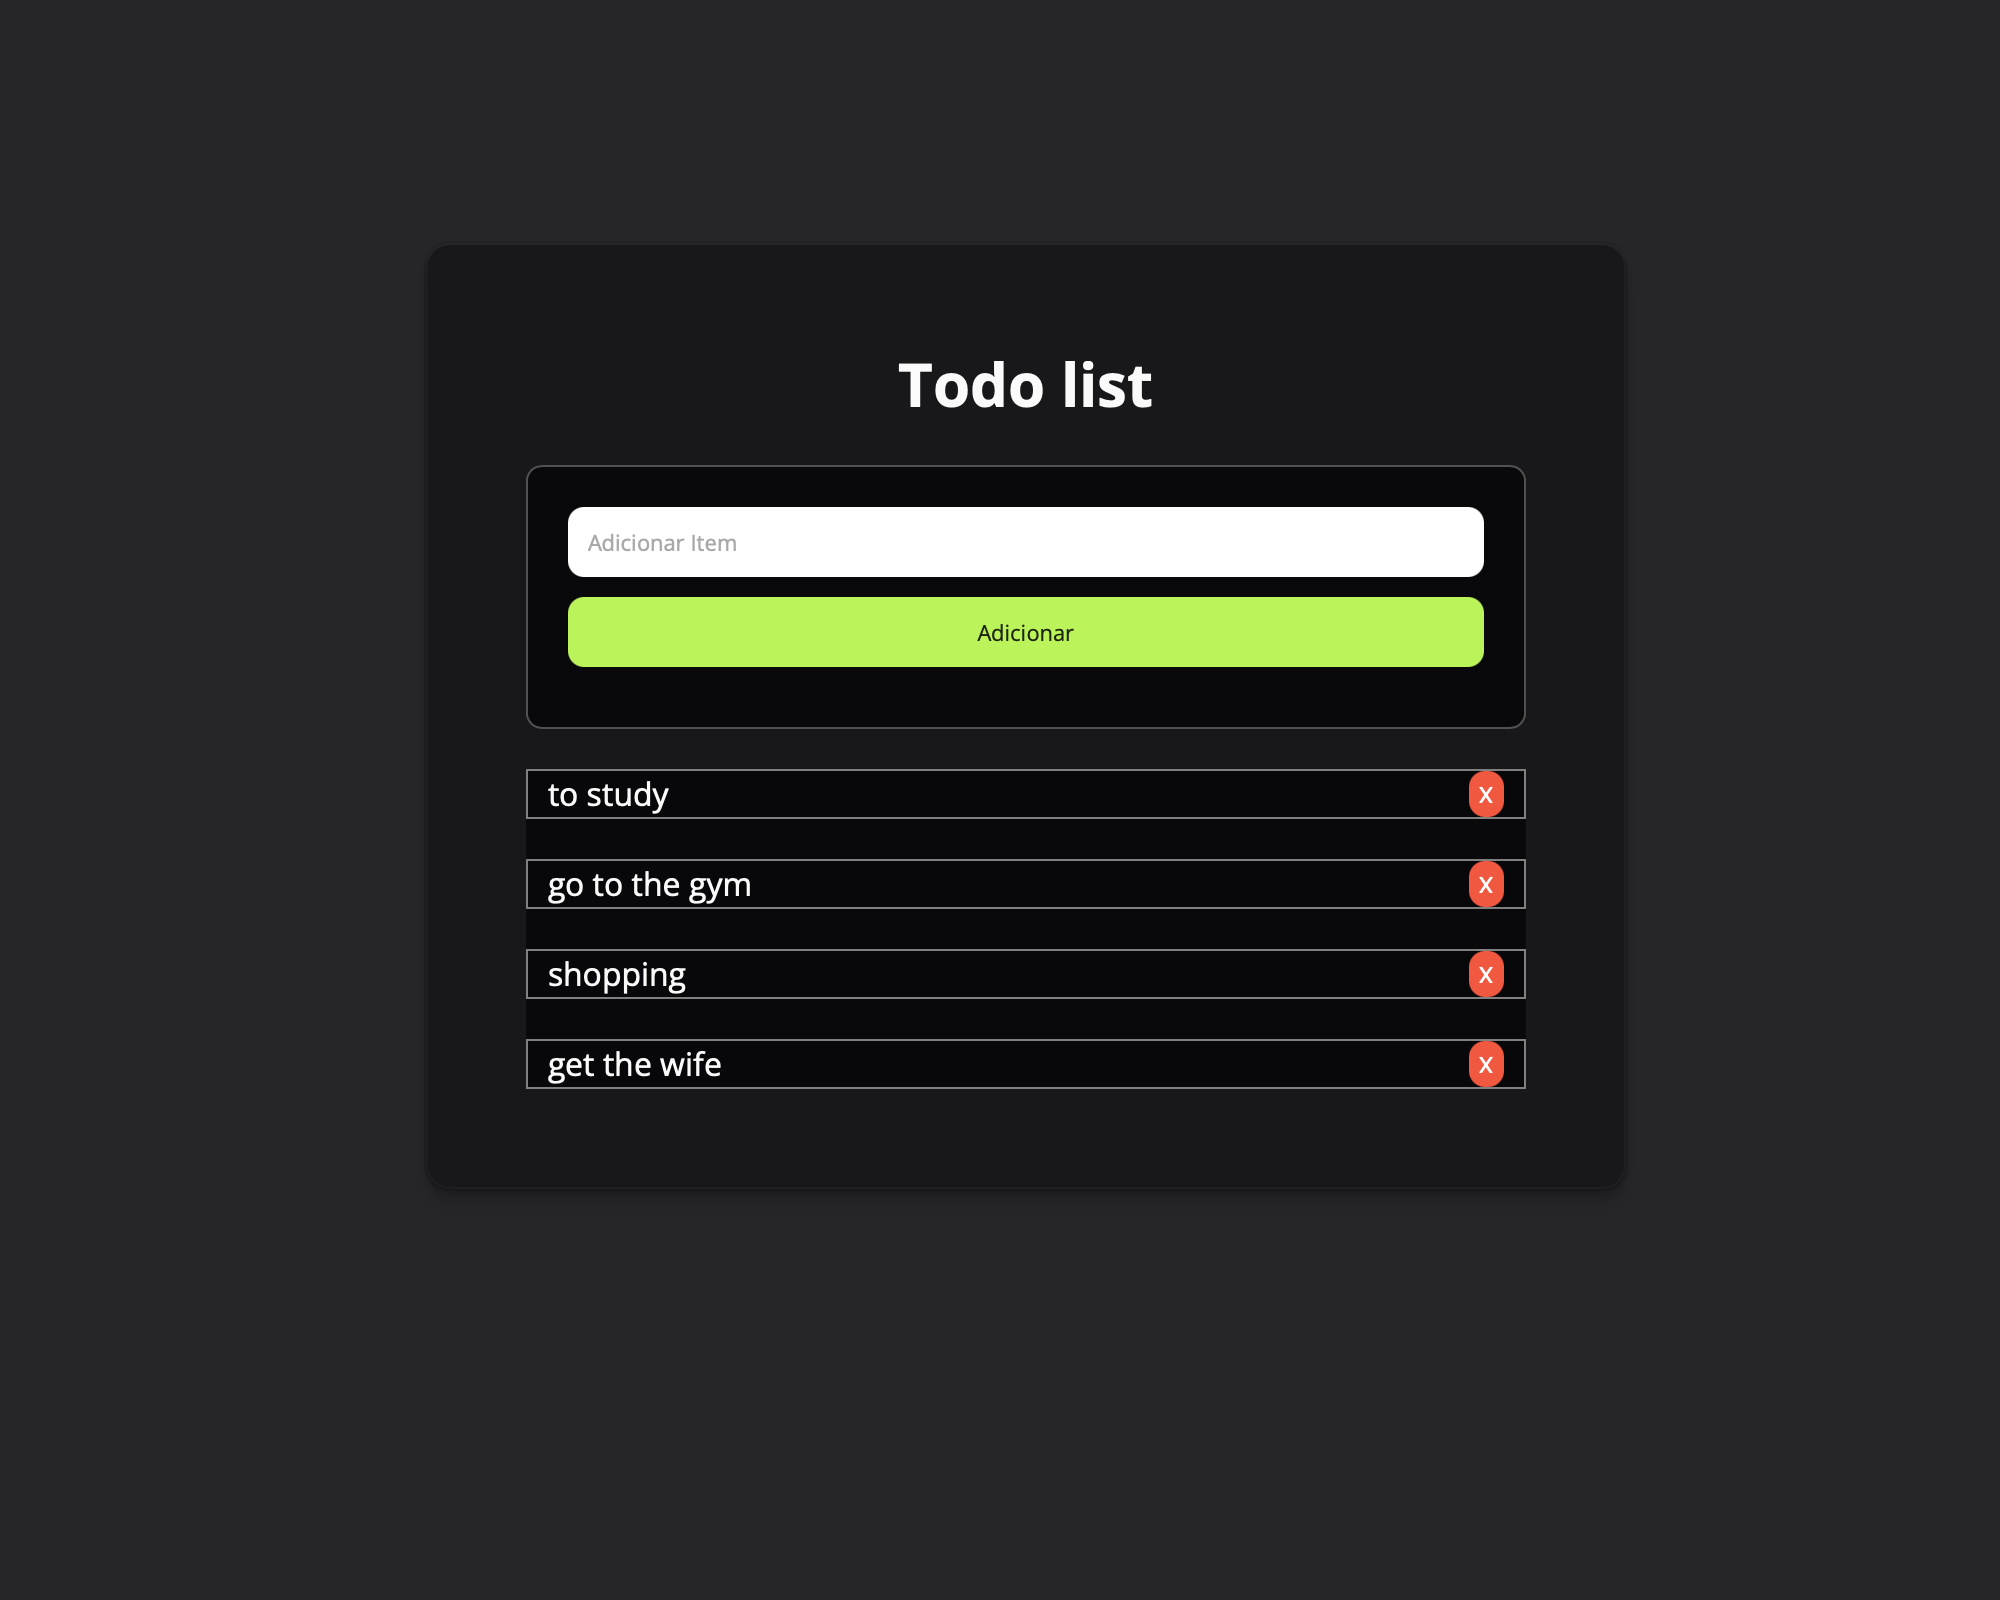 Todo list
Adicionar Item
Adicionar
to study
X
go to the gym
X
shopping
X
get the wife
X